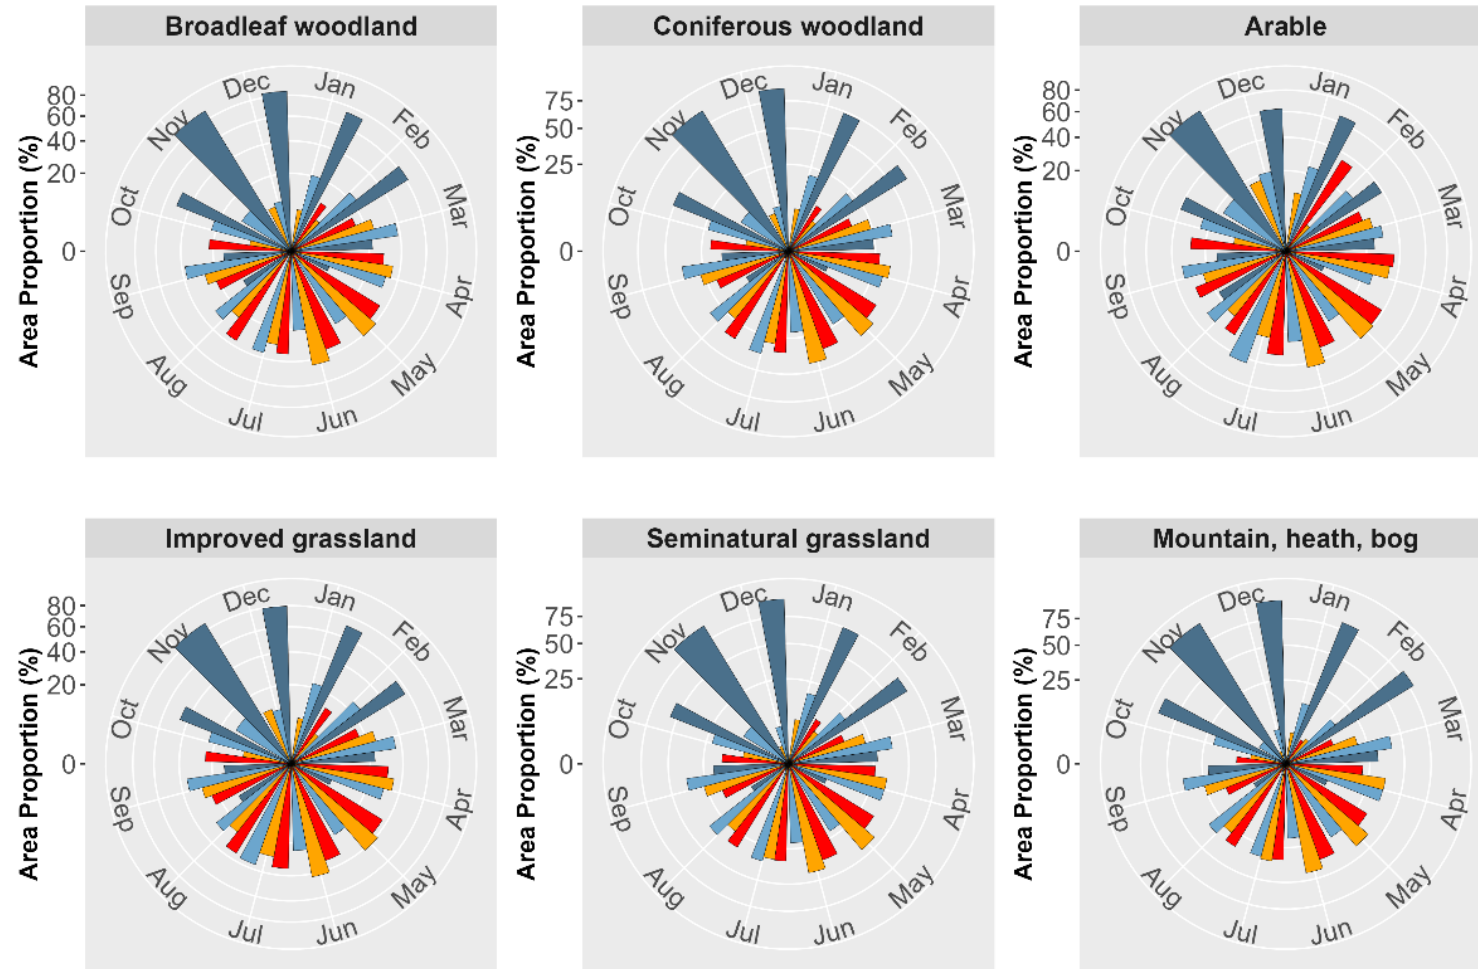 Broadleaf woodland
Coniferous woodland
Arable
Area Proportion (%)
80
60
40
20
0
Jan
Feb
Mar
Apr
May
Jun
Jul
Aug
Sep
Oct
Nov
Dec
Area Proportion (%)
75
50
25
0
Jan
Feb
Mar
Apr
May
Jun
Jul
Aug
Sep
Oct
Nov
Dec
Area Proportion (%)
80
60
40
20
0
Jan
Feb
Mar
Apr
May
Jun
Jul
Aug
Sep
Oct
Nov
Dec
Improved grassland
Seminatural grassland
Mountain, heath, bog
Area Proportion (%)
80
60
40
20
0
Jan
Feb
Mar
Apr
May
Jun
Jul
Aug
Sep
Oct
Nov
Dec
Area Proportion (%)
75
50
25
0
Jan
Feb
Mar
Apr
May
Jun
Jul
Aug
Sep
Oct
Nov
Dec
Area Proportion (%)
75
50
25
0
Jan
Feb
Mar
Apr
May
Jun
Jul
Aug
Sep
Oct
Nov
Dec